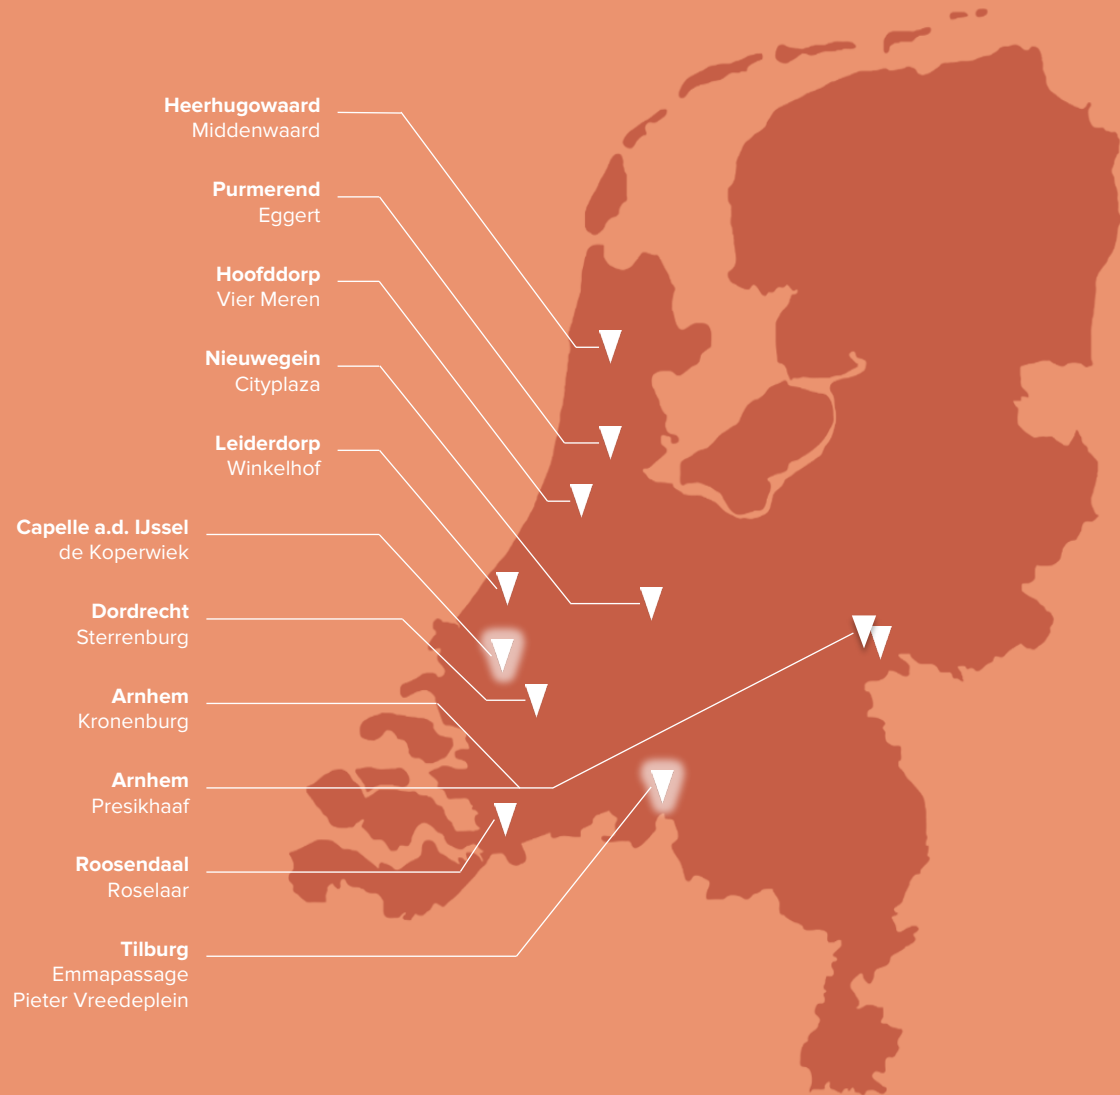 Heerhugowaard
Middenwaard
Purmerend
Eggert
Hoofddorp
Vier Meren
Nieuwegein
Cityplaza
Leiderdorp
Winkelhof
Capelle a.d. IJssel
de Koperwiek
Dordrecht
Sterrenburg
Arnhem
Kronenburg
Arnhem
Presikhaaf
Roosendaal
Roselaar
Tilburg
Emmapassage
Pieter Vreedeplein